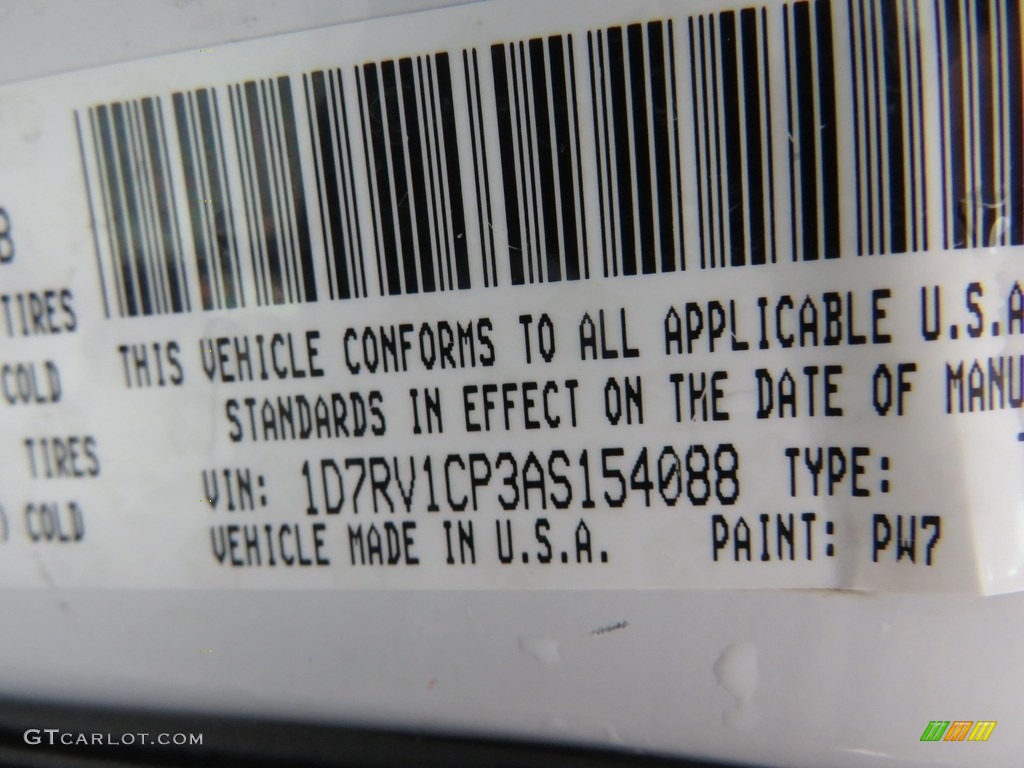 8
TIRES
COLD
TIRES
) COLD
THIS VEHICLE CONFORMS TO ALL APPLICABLE U.S.A
STANDARDS IN EFFECT ON THE DATE OF MANU
VIN: 1D7RV1CP3AS154088 TYPE:
VEHICLE MADE IN U.S.A. PAINT: PW7
GTCARLOT.COM